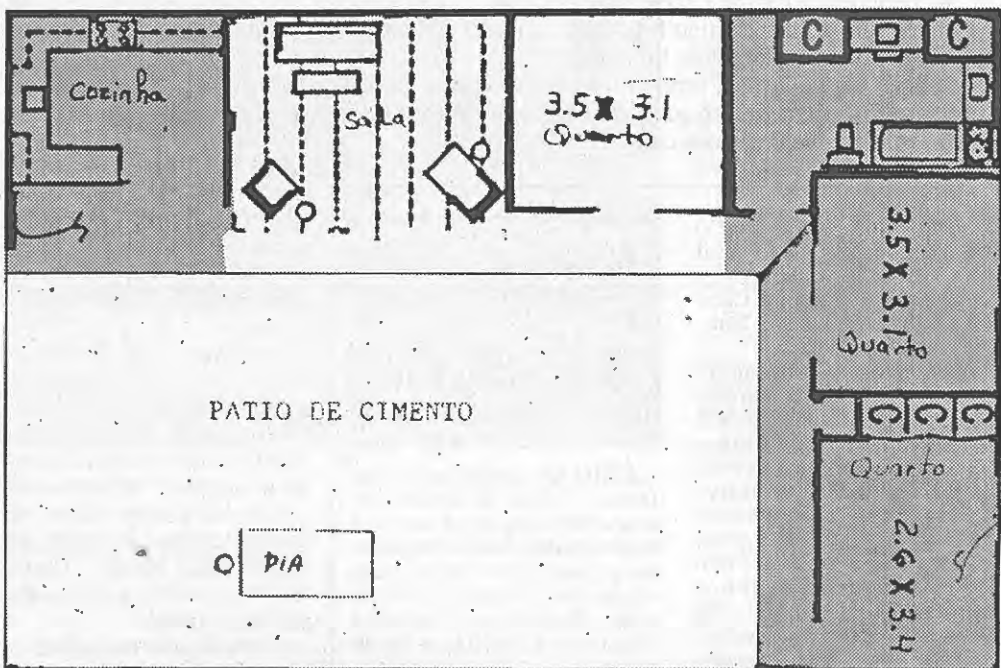 Cozinha
Sala
3.5 X 3.1
Quarto
C
C
3.5 X 3.1
Quarto
C C C
Quarto
2.6 X 3.4
PATIO DE CIMENTO
PIA